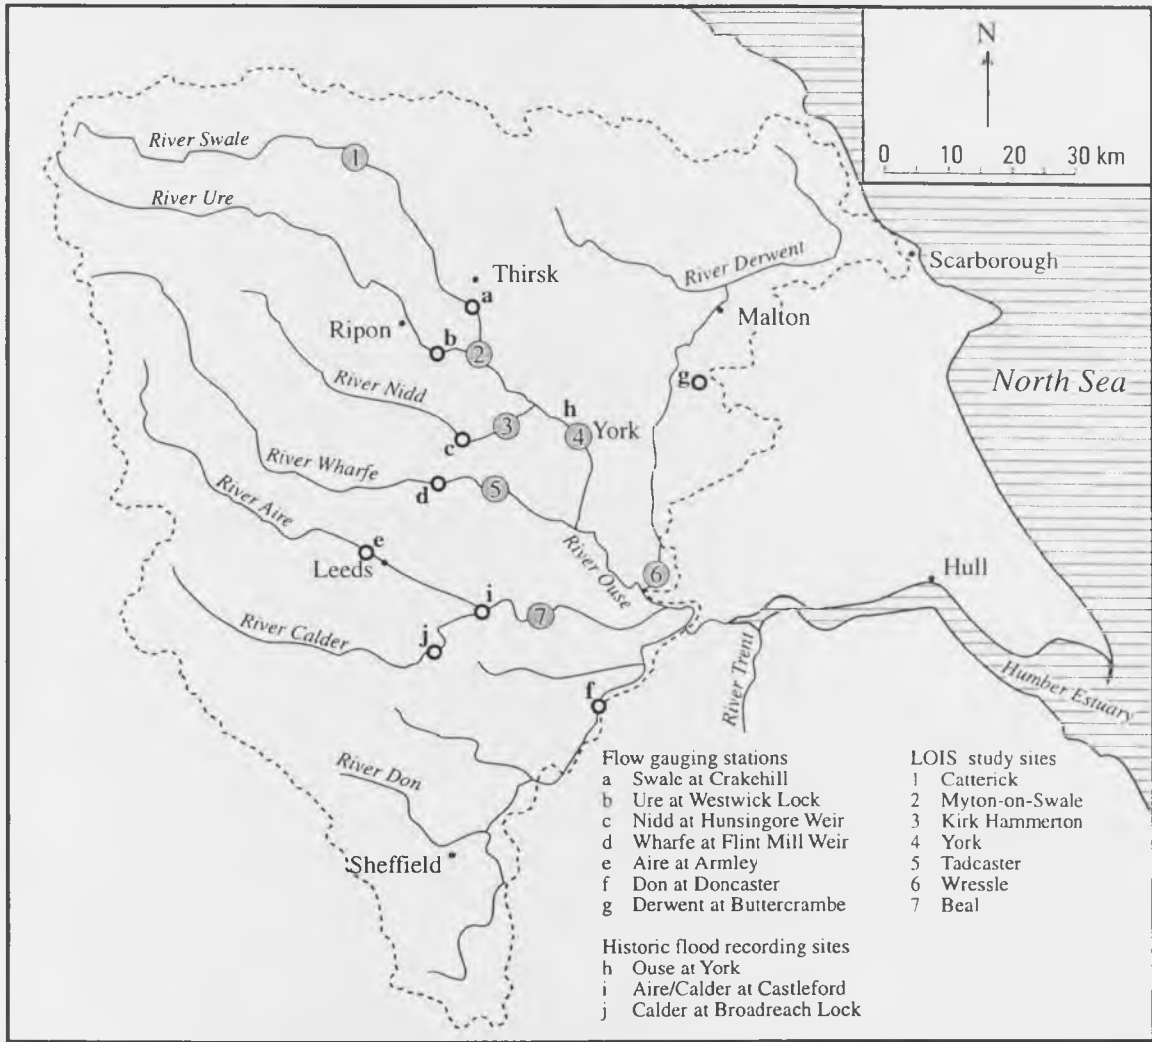 N
0 10 20 30 km
River Swale
River Ure
Thirsk
a
Ripon
b
1
2
River Nidd
c
3
h
4
York
River Derwent
Malton
Scarborough
g
North Sea
River Wharfe
d
5
River Aire
e
Leeds
River Ouse
6
Hull
i
7
River Calder
j
River Trent
Humber Estuary
f
River Don
Sheffield
Flow gauging stations
a Swale at Crakehill
b Ure at Westwick Lock
c Nidd at Hunsingore Weir
d Wharfe at Flint Mill Weir
e Aire at Armley
f Don at Doncaster
g Derwent at Buttercrambe
Historic flood recording sites
h Ouse at York
i Aire/Calder at Castleford
j Calder at Broadreach Lock
LOIS study sites
1 Catterick
2 Myton-on-Swale
3 Kirk Hammerton
4 York
5 Tadcaster
6 Wressle
7 Beal